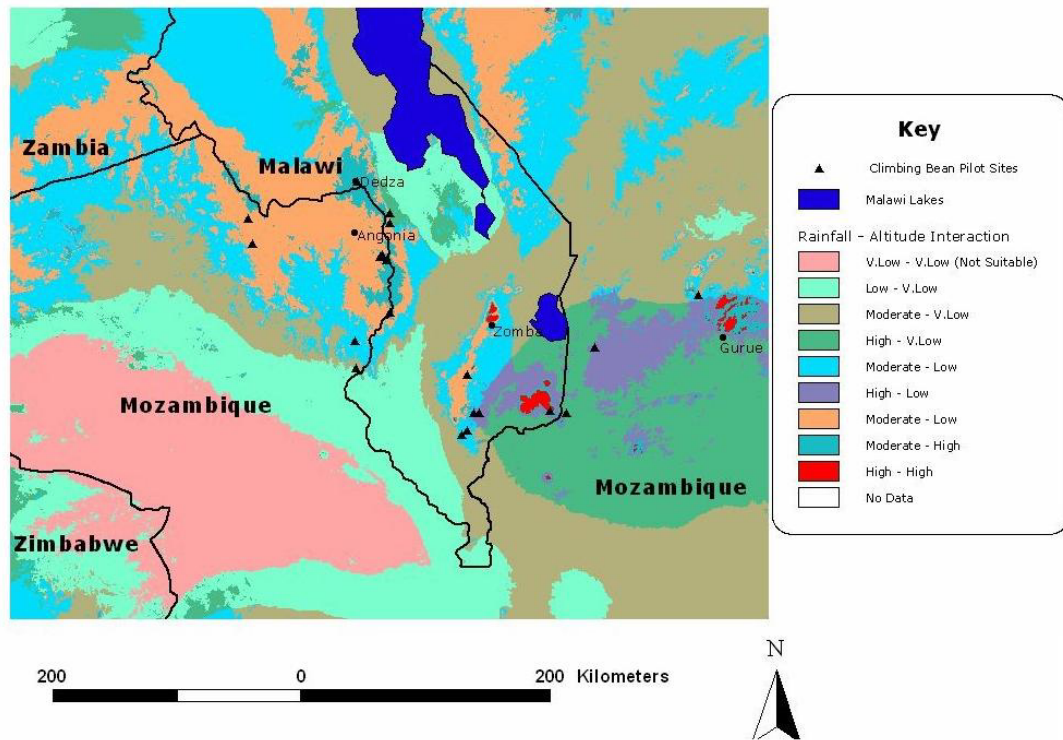 Zambia
Malawi
Dedza
Angonia
Zomba
Gurue
Mozambique
Mozambique
Zimbabwe
Key
Climbing Bean Pilot Sites
Malawi Lakes
Rainfall - Altitude Interaction
V.Low - V.Low (Not Suitable)
Low - V.Low
Moderate - V.Low
High - V.Low
Moderate - Low
High - Low
Moderate - Low
Moderate - High
High - High
No Data
200 0 200 Kilometers
N